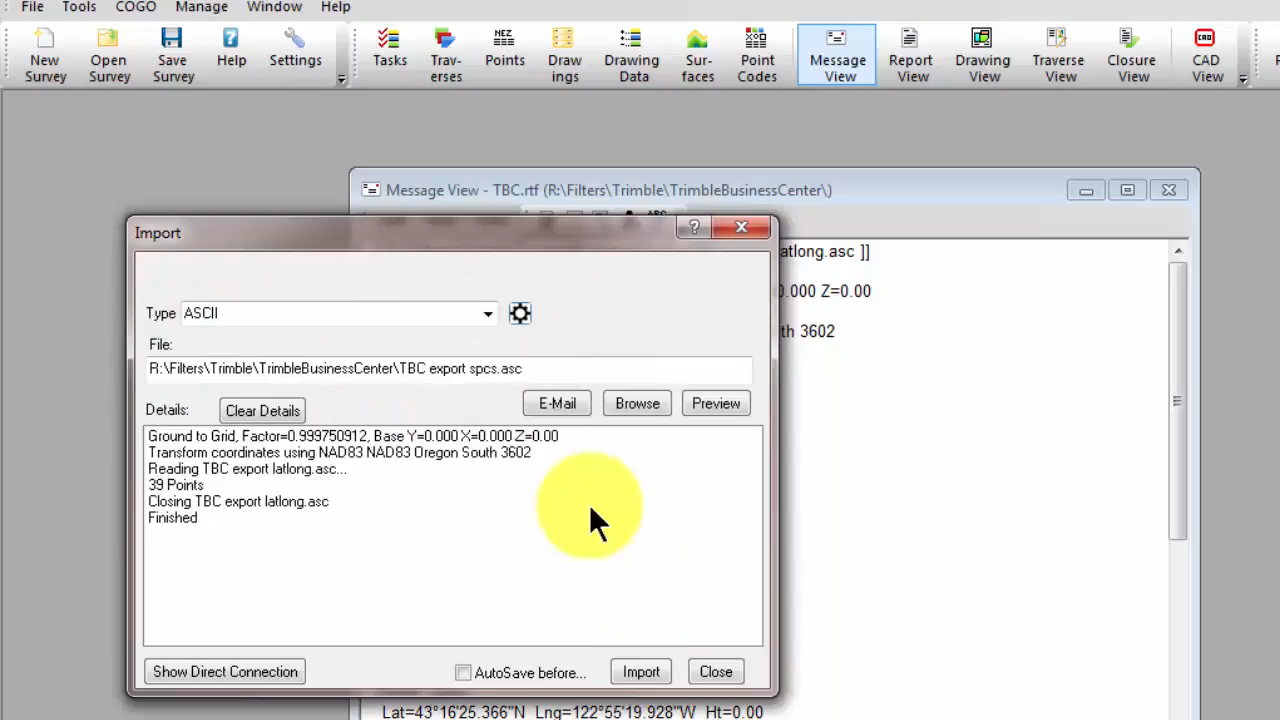 File Tools COGO Manage Window Help
New Survey
Open Survey
Save Survey
Help
Settings
Tasks
Trav-erses
NEZ Points
Draw ings
Drawing Data
Sur-faces
Point Codes
Message View
Report View
Drawing View
Traverse View
Closure View
CAD CAD View
Message View - TBC.rtf (R:\Filters\Trimble\TrimbleBusinessCenter\)
Import
atlong.asc ]]
0.000 Z=0.00
th 3602
Type ASCII
File:
R:\Filters\Trimble\TrimbleBusinessCenter\TBC export spcs.asc
E-Mail Browse Preview
Details: Clear Details
Ground to Grid, Factor=0.999750912, Base Y=0.000 X=0.000 Z=0.00
Transform coordinates using NAD83 NAD83 Oregon South 3602
Reading TBC export latlong.asc...
39 Points
Closing TBC export latlong.asc
Finished
Show Direct Connection AutoSave before... Import Close
Lat=43°16'25.366"N Lng=122°55'19.928"W Ht=0.00